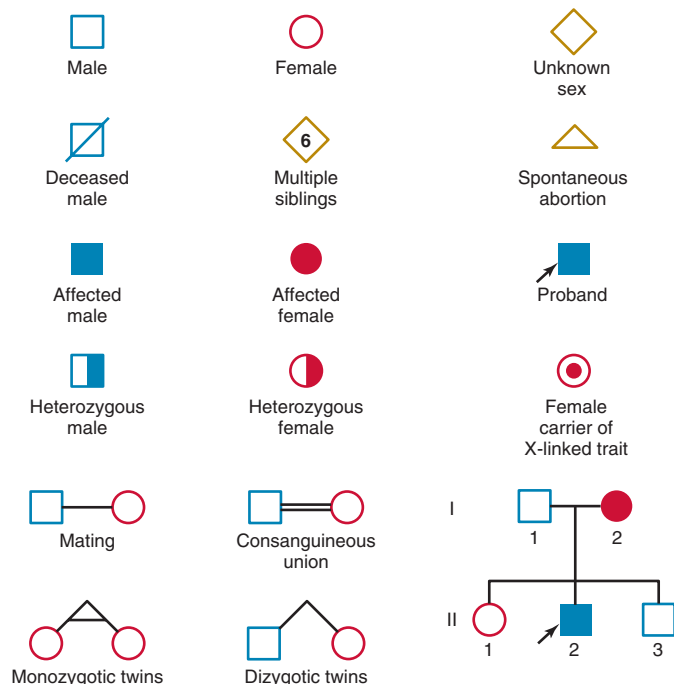 Male
Female
Unknown
sex
6
Deceased
male
Multiple
siblings
Spontaneous
abortion
Affected
male
Affected
female
Proband
Heterozygous
male
Heterozygous
female
Female
carrier of
X-linked trait
Mating
Consanguineous
union
I
1
2
II
1
2
3
Monozygotic twins
Dizygotic twins